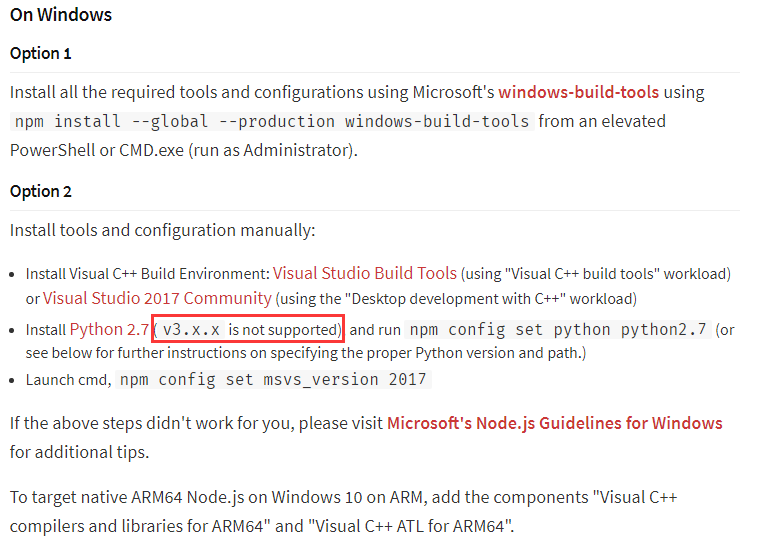 On Windows
Option 1
Install all the required tools and configurations using Microsoft's windows-build-tools using
npm install --global --production windows-build-tools from an elevated
PowerShell or CMD.exe (run as Administrator).
Option 2
Install tools and configuration manually:
• Install Visual C++ Build Environment: Visual Studio Build Tools (using "Visual C++ build tools" workload)
or Visual Studio 2017 Community (using the "Desktop development with C++" workload)
• Install Python 2.7 ( v3.x.x is not supported), and run npm config set python python2.7 (or
see below for further instructions on specifying the proper Python version and path.)
• Launch cmd, npm config set msvs_version 2017
If the above steps didn't work for you, please visit Microsoft's Node.js Guidelines for Windows
for additional tips.
To target native ARM64 Node.js on Windows 10 on ARM, add the components "Visual C++
compilers and libraries for ARM64" and "Visual C++ ATL for ARM64".